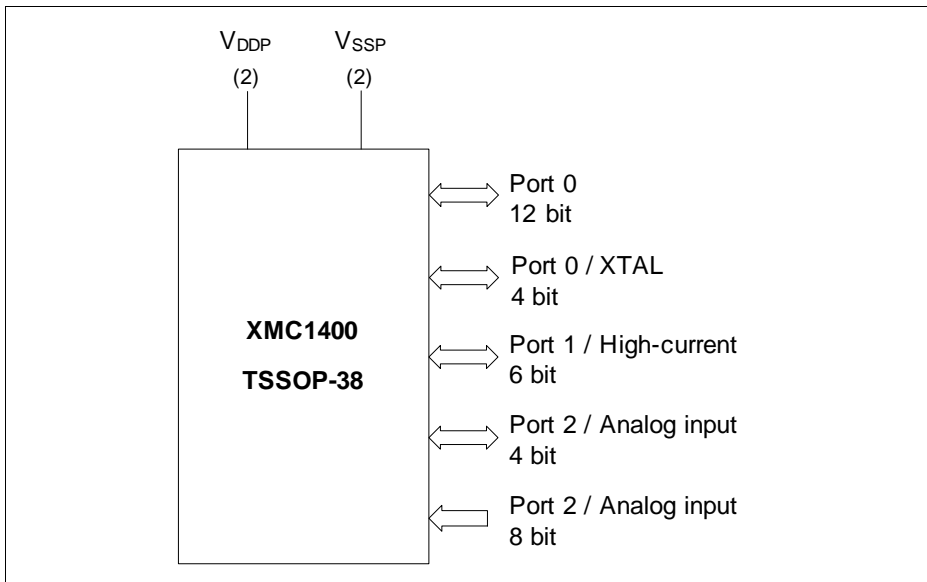 VDDP
VSSP
(2)
(2)
Port 0
12 bit
Port 0 / XTAL
4 bit
XMC1400
TSSOP-38
Port 1 / High-current
6 bit
Port 2 / Analog input
4 bit
Port 2 / Analog input
8 bit